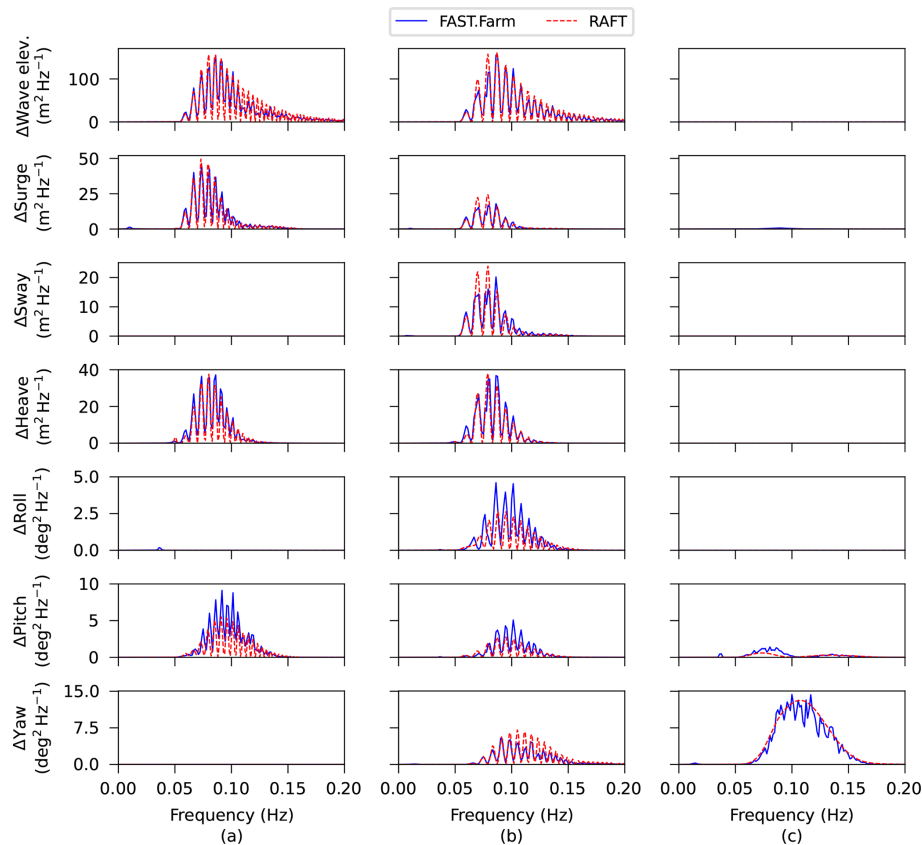 FAST.Farm RAFT
ΔWave elev.
(m² Hz⁻¹)
100
0
ΔSurge
(m² Hz⁻¹)
50
25
0
ΔSway
(m² Hz⁻¹)
20
10
0
ΔHeave
(m² Hz⁻¹)
40
20
0
ΔRoll
(deg² Hz⁻¹)
5.0
2.5
0.0
ΔPitch
(deg² Hz⁻¹)
10
5
0
ΔYaw
(deg² Hz⁻¹)
15.0
7.5
0.0
0.00 0.05 0.10 0.15 0.20 0.00 0.05 0.10 0.15 0.20 0.00 0.05 0.10 0.15 0.20
Frequency (Hz) Frequency (Hz) Frequency (Hz)
(a) (b) (c)